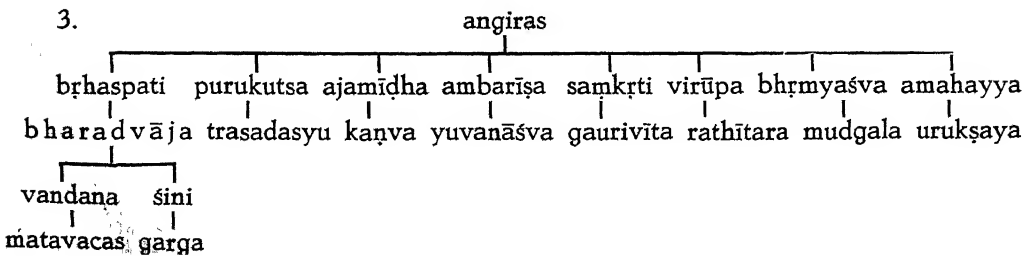 3.
angiras
bṛhaspati purukutsa ajamīḍha ambarīṣa saṃkṛti virūpa bhṛmyaśva amahayya
bharadvāja trasadasyu kaṇva yuvanāśva gaurivīta rathītara mudgala urukṣaya
vandana śini
matavacas garga